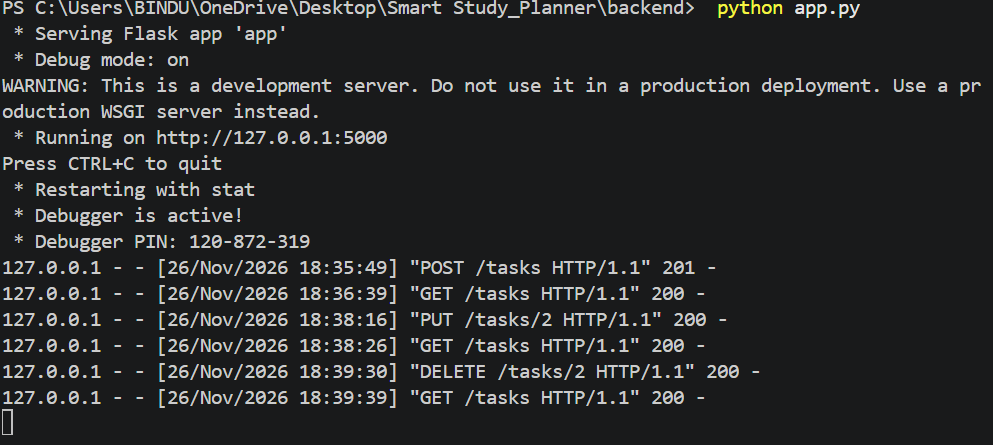 PS C:\Users\BINDU\OneDrive\Desktop\Smart Study_Planner\backend>  python app.py
 * Serving Flask app 'app'
 * Debug mode: on
WARNING: This is a development server. Do not use it in a production deployment. Use a pr
oduction WSGI server instead.
 * Running on http://127.0.0.1:5000
Press CTRL+C to quit
 * Restarting with stat
 * Debugger is active!
 * Debugger PIN: 120-872-319
127.0.0.1 - - [26/Nov/2026 18:35:49] "POST /tasks HTTP/1.1" 201 -
127.0.0.1 - - [26/Nov/2026 18:36:39] "GET /tasks HTTP/1.1" 200 -
127.0.0.1 - - [26/Nov/2026 18:38:16] "PUT /tasks/2 HTTP/1.1" 200 -
127.0.0.1 - - [26/Nov/2026 18:38:26] "GET /tasks HTTP/1.1" 200 -
127.0.0.1 - - [26/Nov/2026 18:39:30] "DELETE /tasks/2 HTTP/1.1" 200 -
127.0.0.1 - - [26/Nov/2026 18:39:39] "GET /tasks HTTP/1.1" 200 -